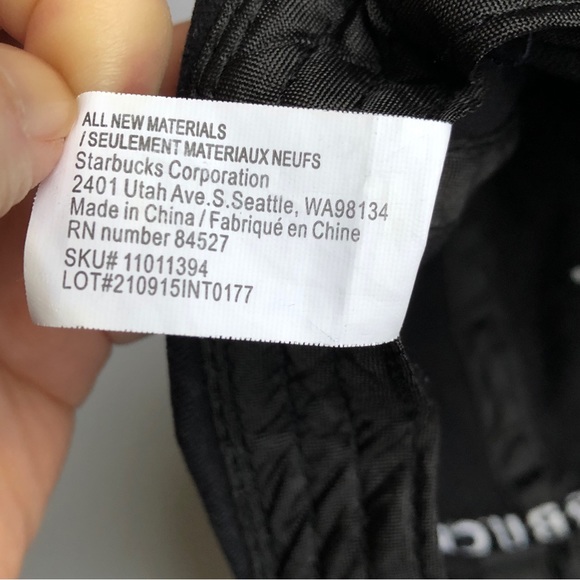 ALL NEW MATERIALS
/ SEULEMENT MATERIAUX NEUFS
Starbucks Corporation
2401 Utah Ave.S.Seattle, WA98134
Made in China / Fabriqué en Chine
RN number 84527
SKU# 11011394
LOT#210915INT0177